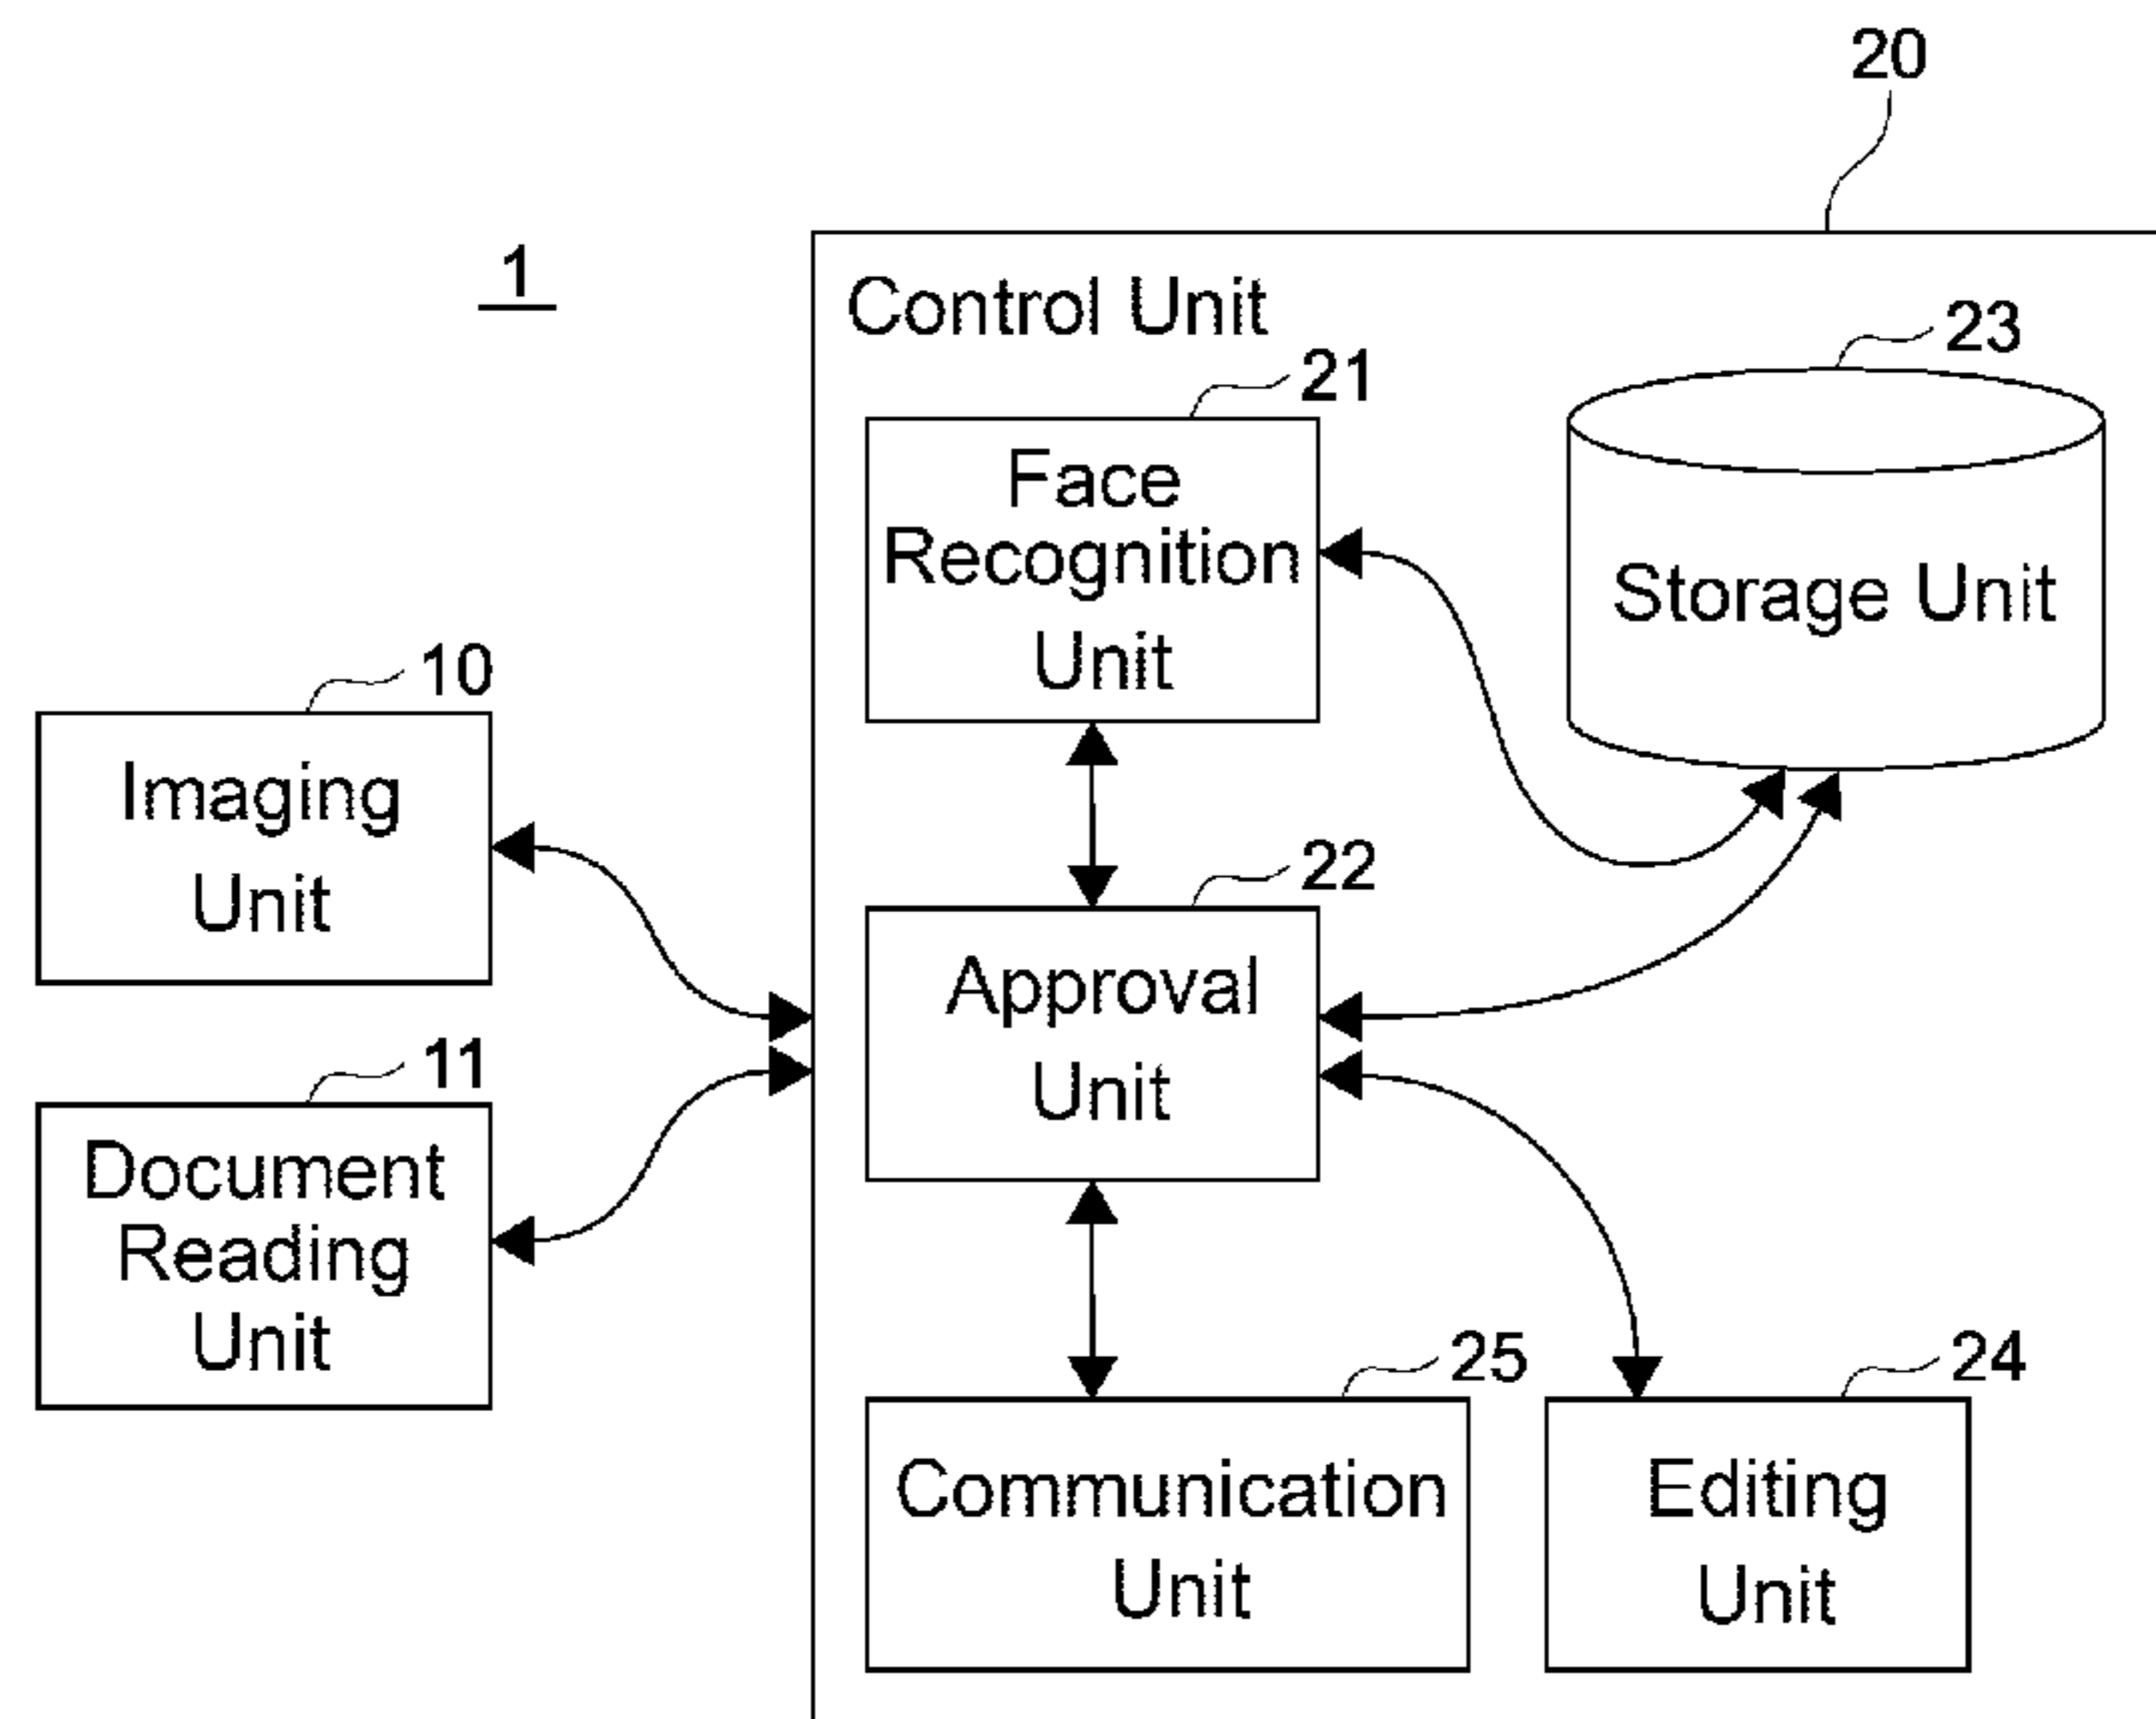 20
1
Control Unit
23
21
Face
Recognition
Unit
Storage Unit
10
Imaging
Unit
22
Approval
Unit
11
Document
Reading
Unit
25
24
Communication
Unit
Editing
Unit